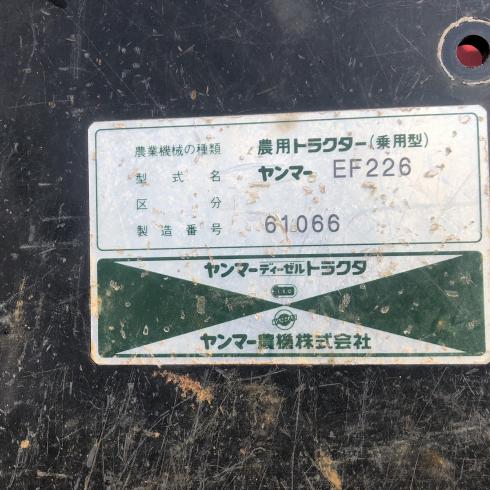 農業機械の種類 農用トラクター(乗用型)
型式名 ヤンマー EF226
区分
製造番号 61066
ヤンマーディーゼルトラクタ
ヤンマー農機株式会社